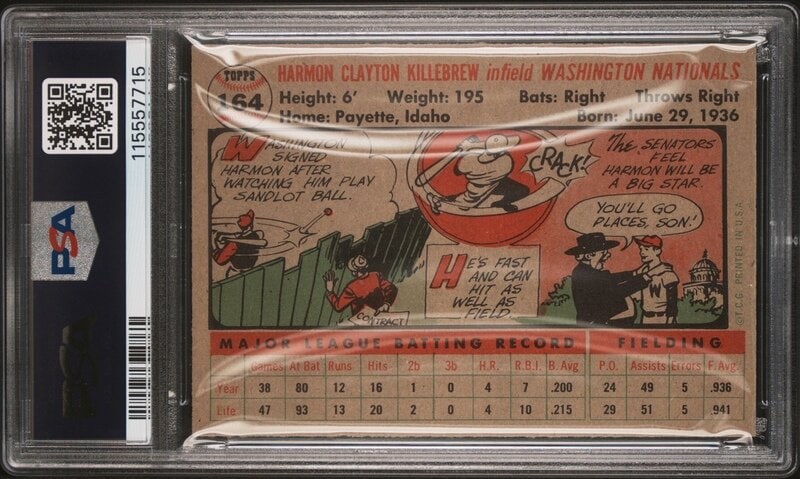 115557715
PSA
TOPPS
164
HARMON CLAYTON KILLEBREW infield WASHINGTON NATIONALS
Height: 6' Weight: 195 Bats: Right Throws Right
Home: Payette, Idaho Born: June 29, 1936
WASHINGTON
SIGNED
HARMON AFTER
WATCHING HIM PLAY
SANDLOT BALL.
CONTRACT
CRACK!
HE'S FAST
AND CAN
HIT AS
WELL AS
FIELD.
THE SENATORS
FEEL
HARMON WILL BE
A BIG STAR.
YOU'LL GO
PLACES, SON!
W
© T.C.G. PRINTED IN U.S.A.
MAJOR LEAGUE BATTING RECORD FIELDING
Games At Bat Runs Hits 2b 3b H.R. R.B.I. B. Avg P.O. Assists Errors F. Avg.
Year 38 80 12 16 1 0 4 7 .200 24 49 5 .936
Life 47 93 13 20 2 0 4 10 .215 29 51 5 .941